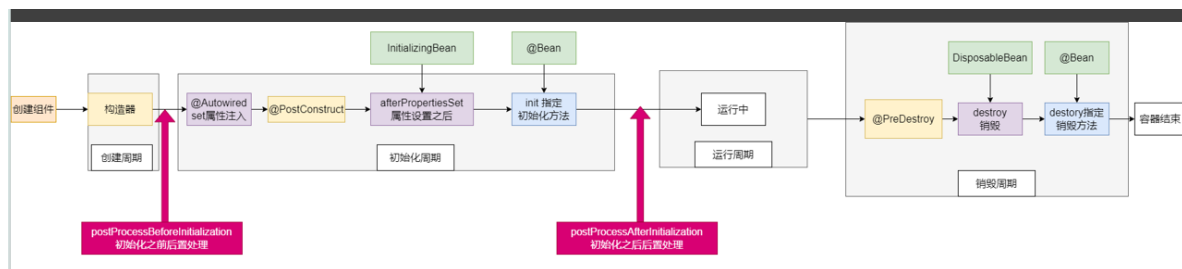 InitializingBean
@Bean
DisposableBean
@Bean
创建组件
构造器
@Autowired
set属性注入
@PostConstruct
afterPropertiesSet
属性设置之后
init 指定
初始化方法
运行中
@PreDestroy
destroy
销毁
destory指定
销毁方法
容器结束
创建周期
初始化周期
运行周期
销毁周期
postProcessBeforeInitialization
初始化之前后置处理
postProcessAfterInitialization
初始化之后后置处理